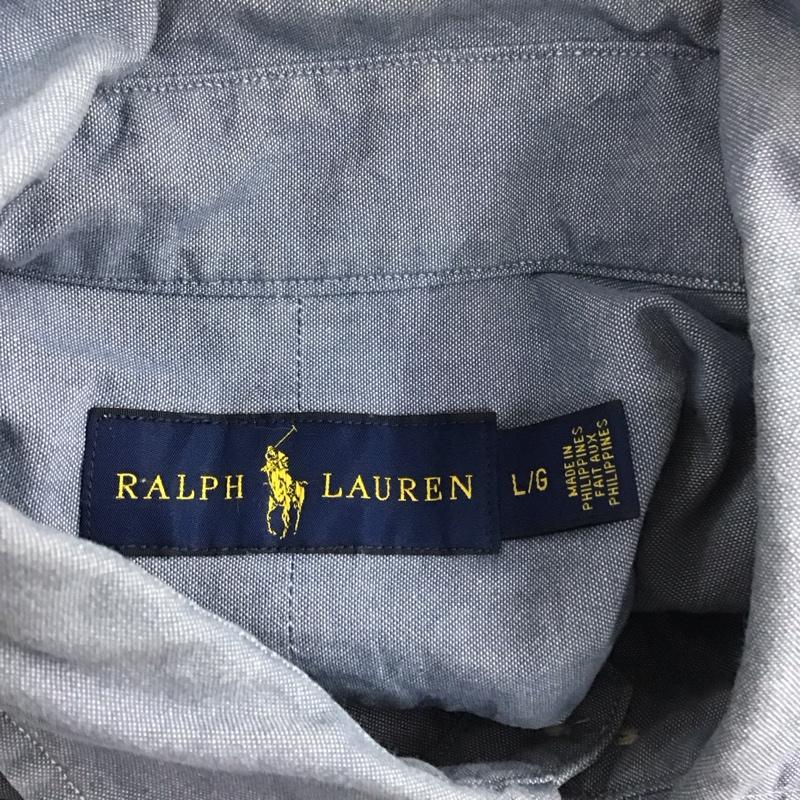 RALPH LAUREN
L/G
MADE IN
PHILIPPINES
FAIT AUX
PHILIPPINES